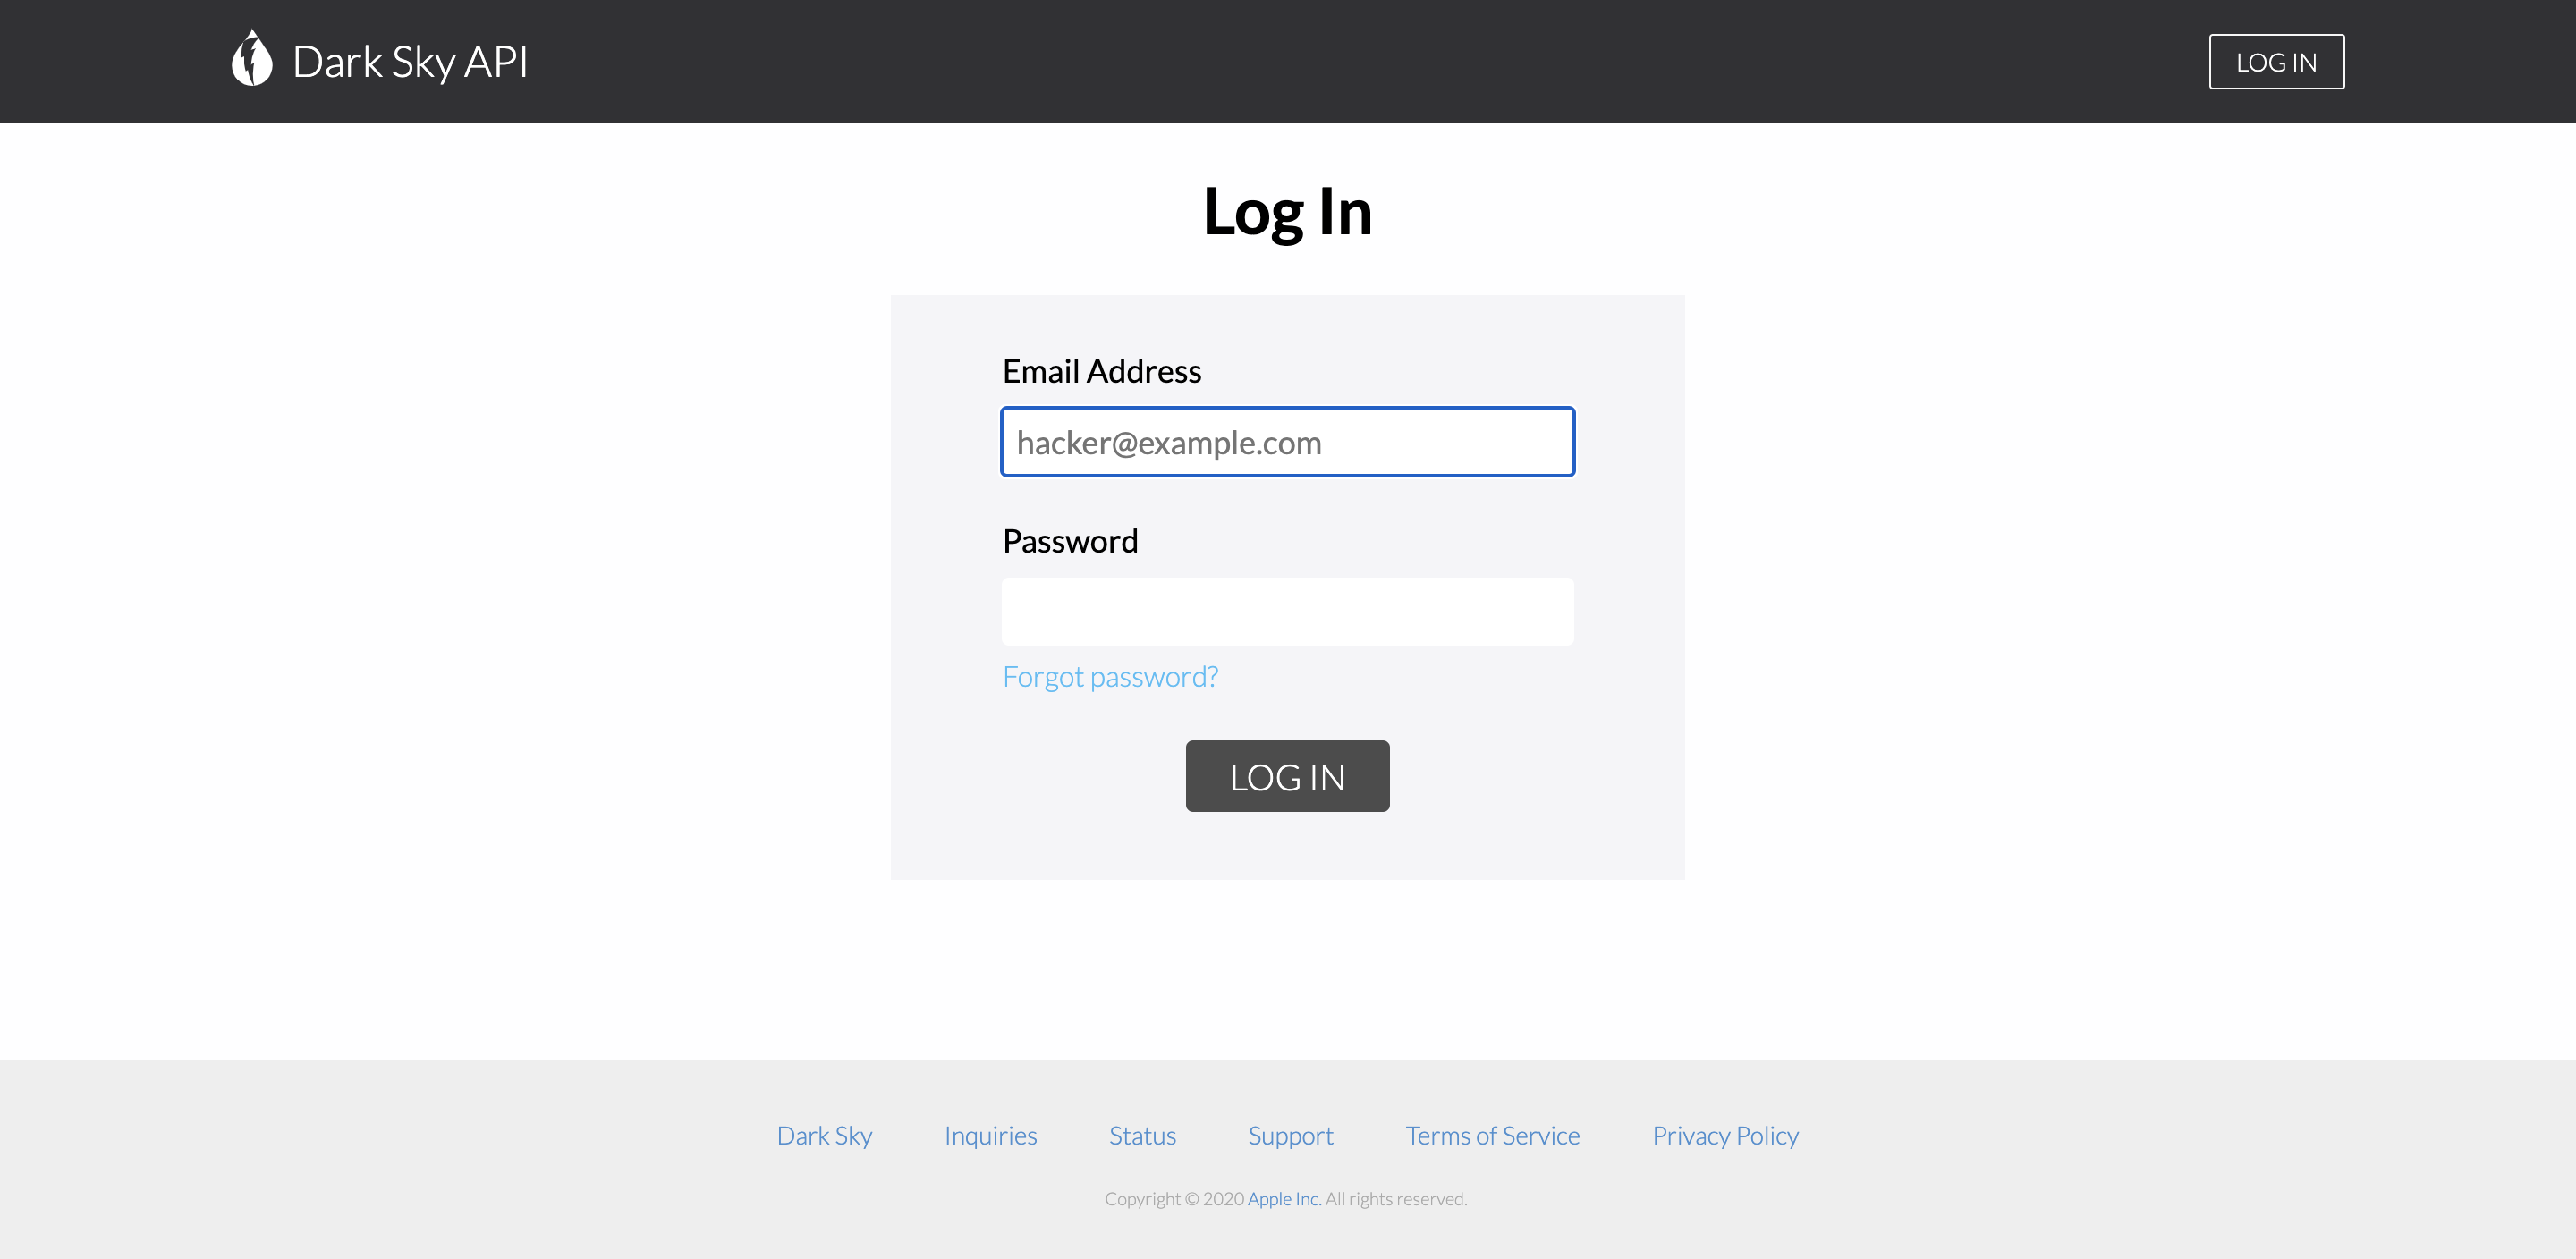 Dark Sky API
LOG IN
Log In
Email Address
hacker@example.com
Password
Forgot password?
LOG IN
Dark Sky Inquiries Status Support Terms of Service Privacy Policy
Copyright © 2020 Apple Inc. All rights reserved.